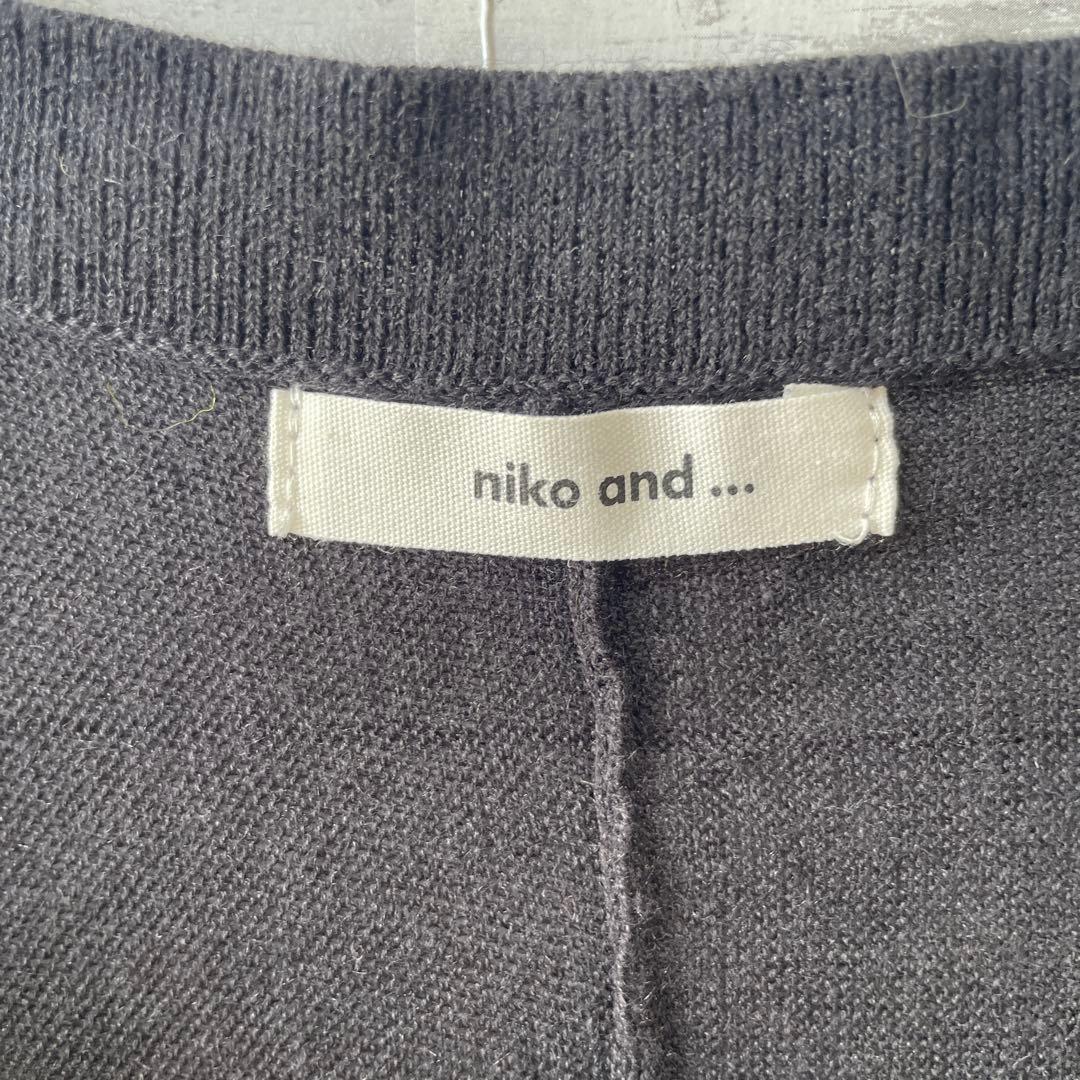 niko and ...